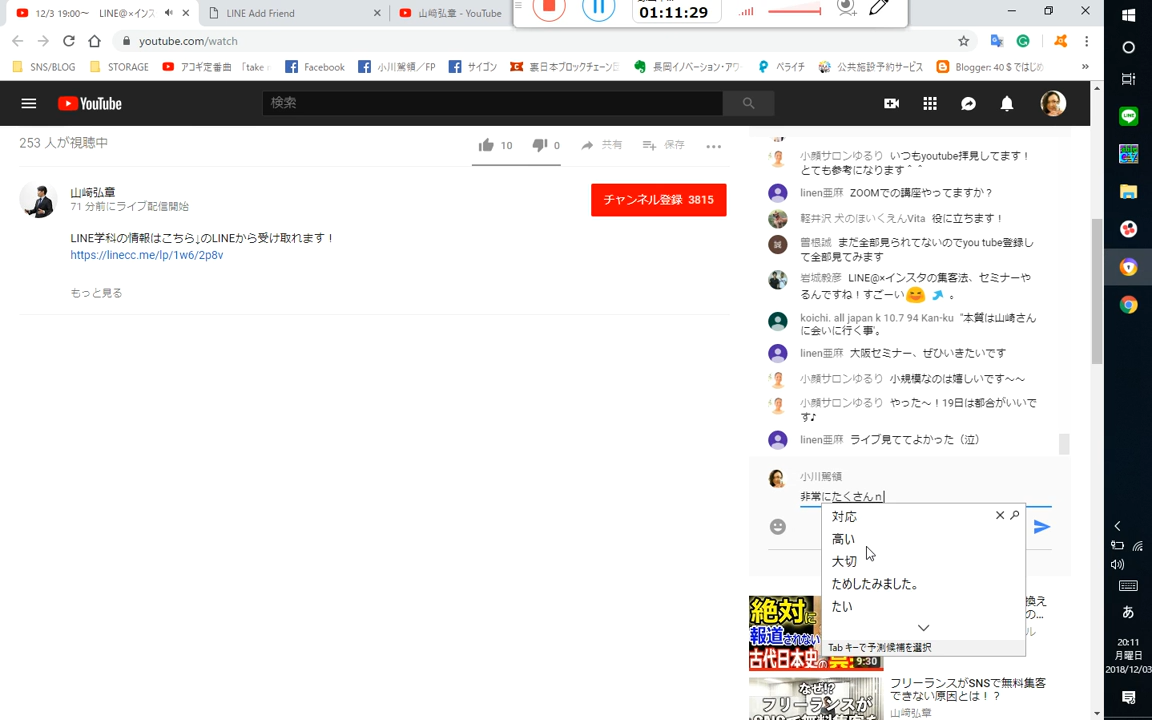 12/3 19:00～ LINE@×インス
LINE Add Friend
山﨑弘章 - YouTube
01:11:29
youtube.com/watch
SNS/BLOG
STORAGE
アコギ定番曲 「take
Facebook
小川篤領／FP
サイゴン
裏日本ブロックチェーン
長岡イノベーション・アワ
ペライチ
公共施設予約サービス
Blogger: 40＄ではじめ
YouTube
検索
253 人が視聴中
10
0
共有
保存
山﨑弘章
71 分前にライブ配信開始
チャンネル登録 3815
LINE学科の情報はこちら↓のLINEから受け取れます！
https://linecc.me/lp/1w6/2p8v
もっと見る
小顔サロンゆるり いつもyoutube拝見してます！
とても参考になります＾＾
linen亜麻 ZOOMでの講座やってますか？
軽井沢 犬のほいくえんVita 役に立ちます！
曽根誠 まだ全部見られてないのでyou tube登録し
て全部見てみます
岩城毅彦 LINE@×インスタの集客法、セミナーや
るんですね！すごーい 。
koichi. all japan k 10.7 94 Kan-ku "本質は山崎さん
に会いに行く事'。
linen亜麻 大阪セミナー、ぜひいきたいです
小顔サロンゆるり 小規模なのは嬉しいです〜〜
小顔サロンゆるり やった〜！19日は都合がいいで
す♪
linen亜麻 ライブ見ててよかった（泣）
小川篤領
非常にたくさんｎ
対応
高い
大切
ためしたみました。
たい
Tab キーで予測候補を選択
絶対に
報道されない
古代日本史の
9:30
換え
の...
ル
なぜ!?
フリーランスが
SNSで無料集客
フリーランスがSNSで無料集客
できない原因とは！？
山﨑弘章
あ
20:11
月曜日
2018/12/03